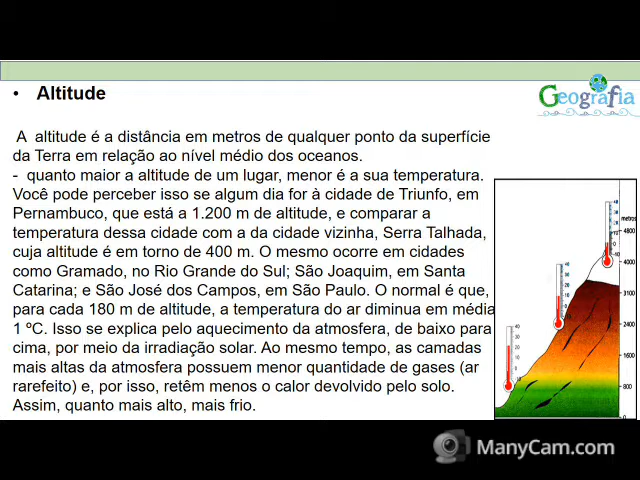 • Altitude
Geografia
A altitude é a distância em metros de qualquer ponto da superfície
da Terra em relação ao nível médio dos oceanos.
- quanto maior a altitude de um lugar, menor é a sua temperatura.
Você pode perceber isso se algum dia for à cidade de Triunfo, em
Pernambuco, que está a 1.200 m de altitude, e comparar a
temperatura dessa cidade com a da cidade vizinha, Serra Talhada,
cuja altitude é em torno de 400 m. O mesmo ocorre em cidades
como Gramado, no Rio Grande do Sul; São Joaquim, em Santa
Catarina; e São José dos Campos, em São Paulo. O normal é que,
para cada 180 m de altitude, a temperatura do ar diminua em média
1 ºC. Isso se explica pelo aquecimento da atmosfera, de baixo para
cima, por meio da irradiação solar. Ao mesmo tempo, as camadas
mais altas da atmosfera possuem menor quantidade de gases (ar
rarefeito) e, por isso, retêm menos o calor devolvido pelo solo.
Assim, quanto mais alto, mais frio.
metros
4800
4000
2400
1600
800
0
ManyCam.com